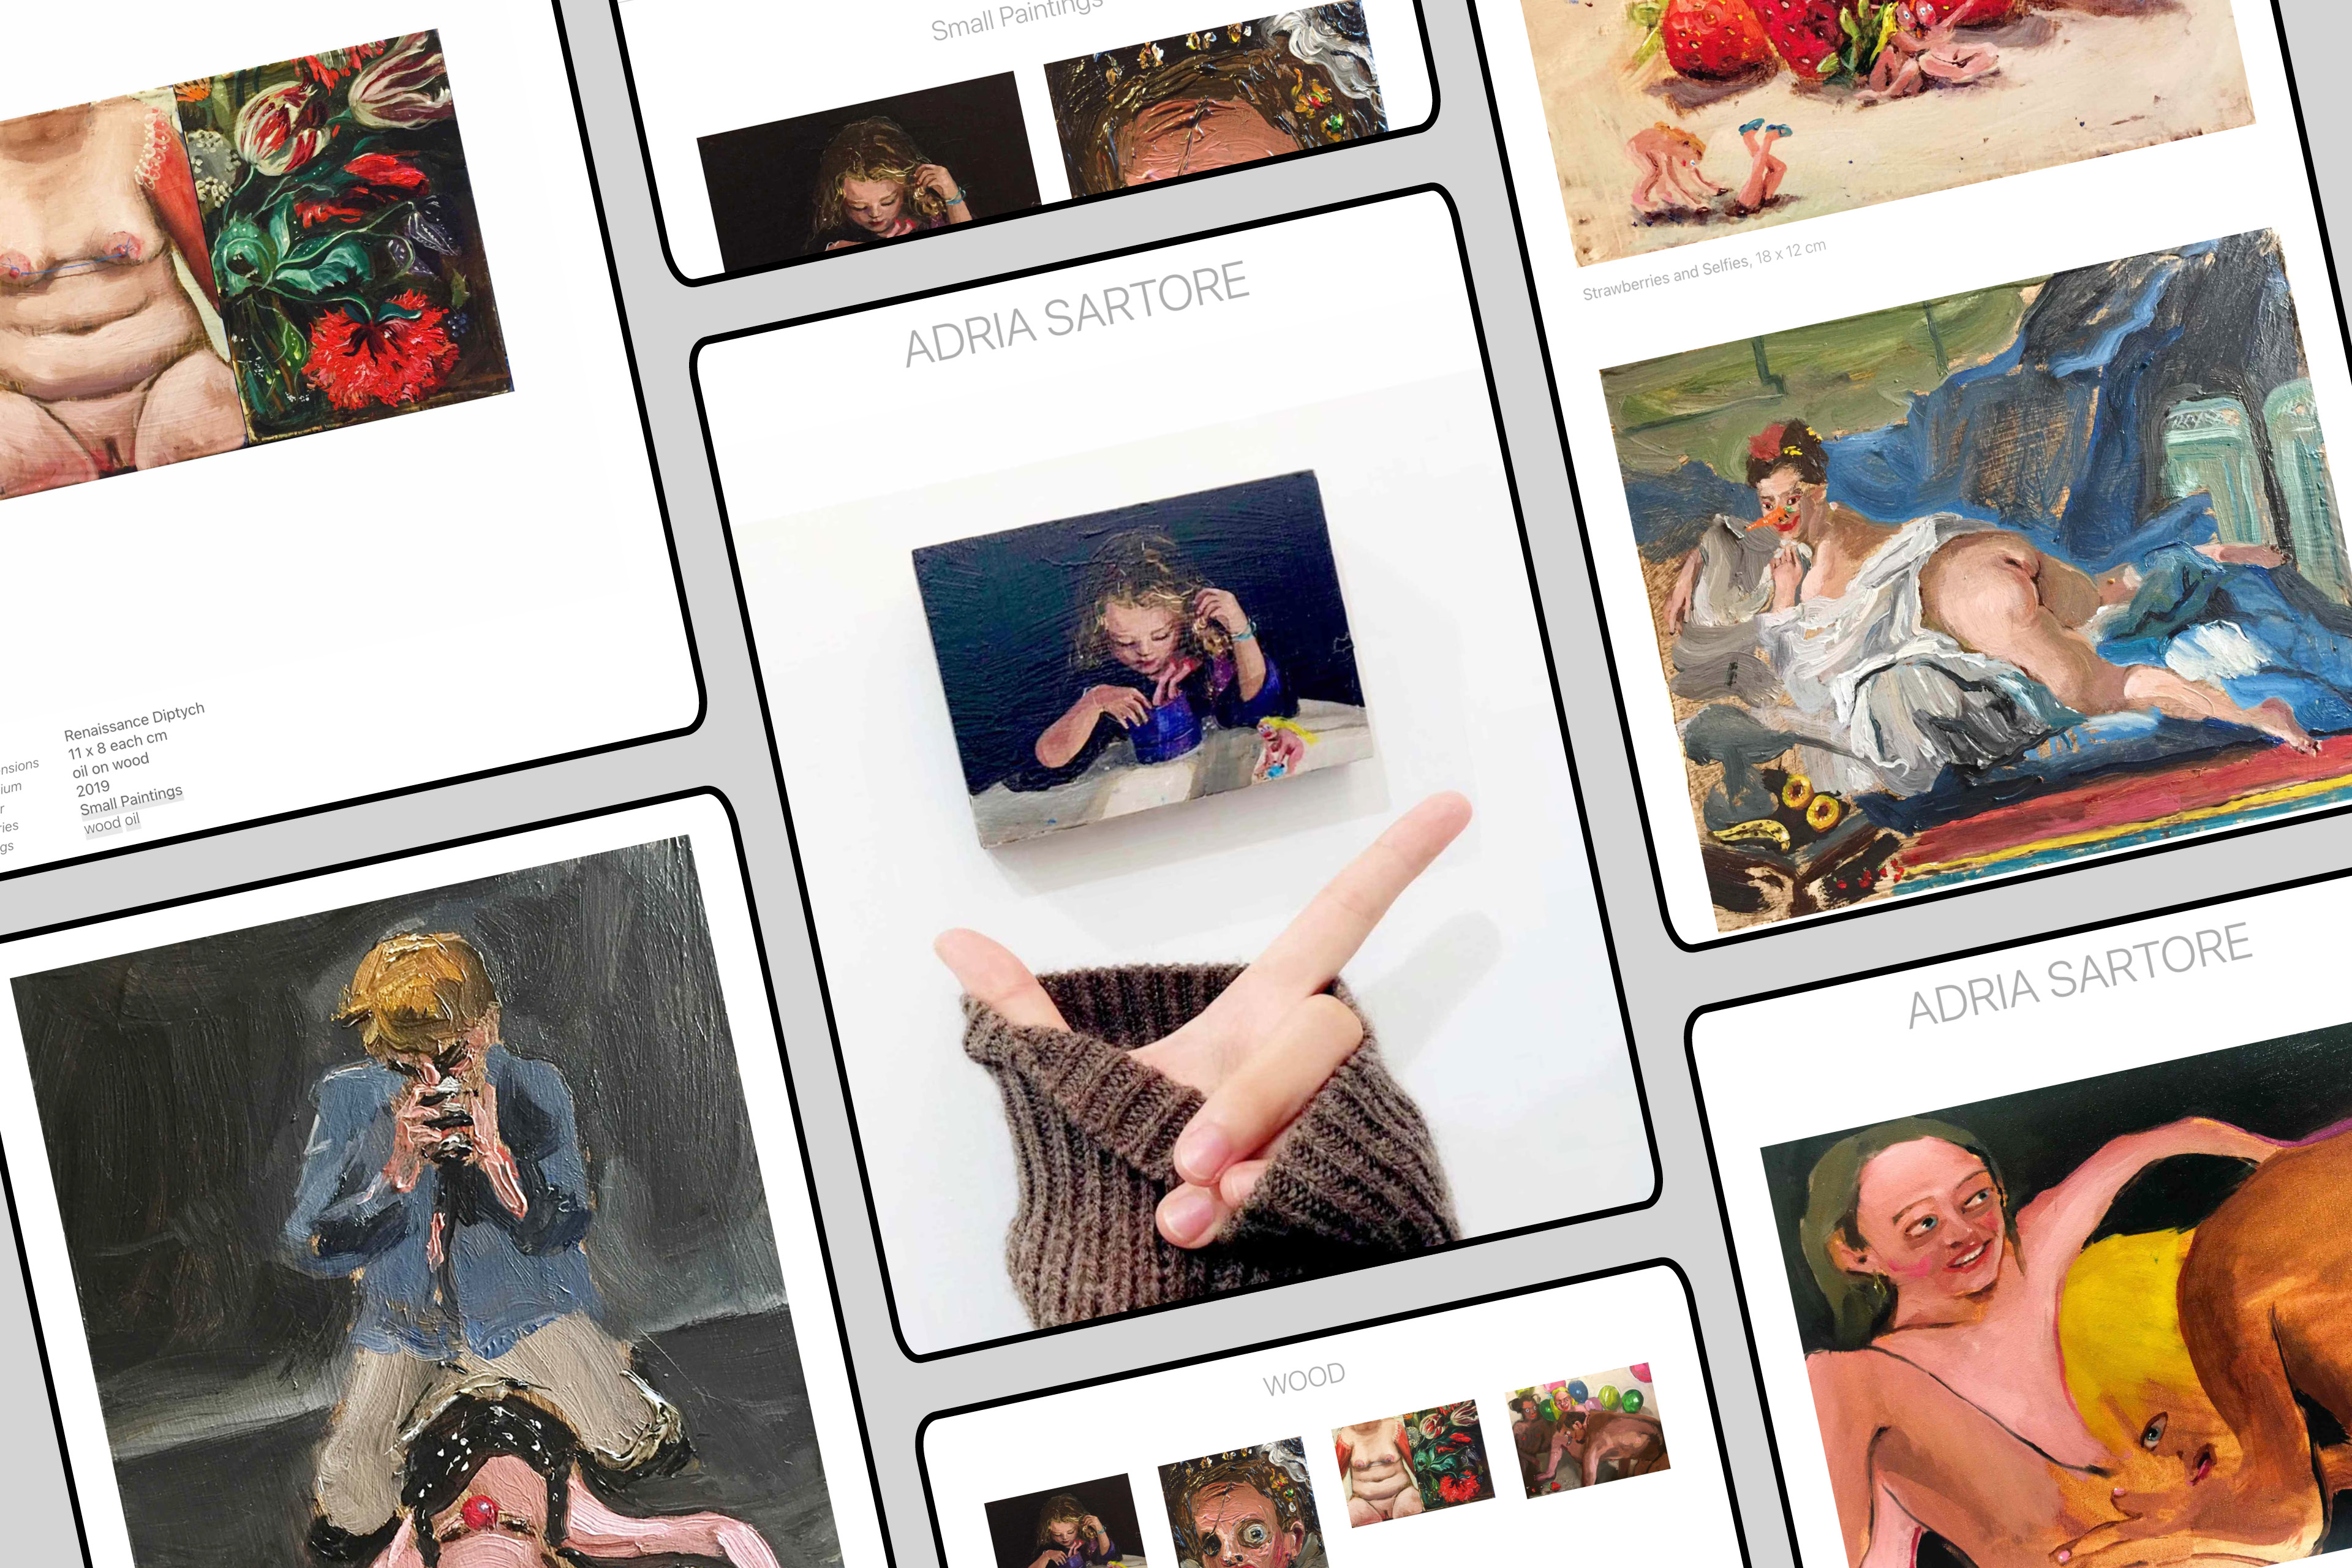 Small Paintings
ADRIA SARTORE
Strawberries and Selfies, 18 x 12 cm
Renaissance Diptych
11 x 8 each cm
oil on wood
2019
Small Paintings
wood oil
ADRIA SARTORE
WOOD